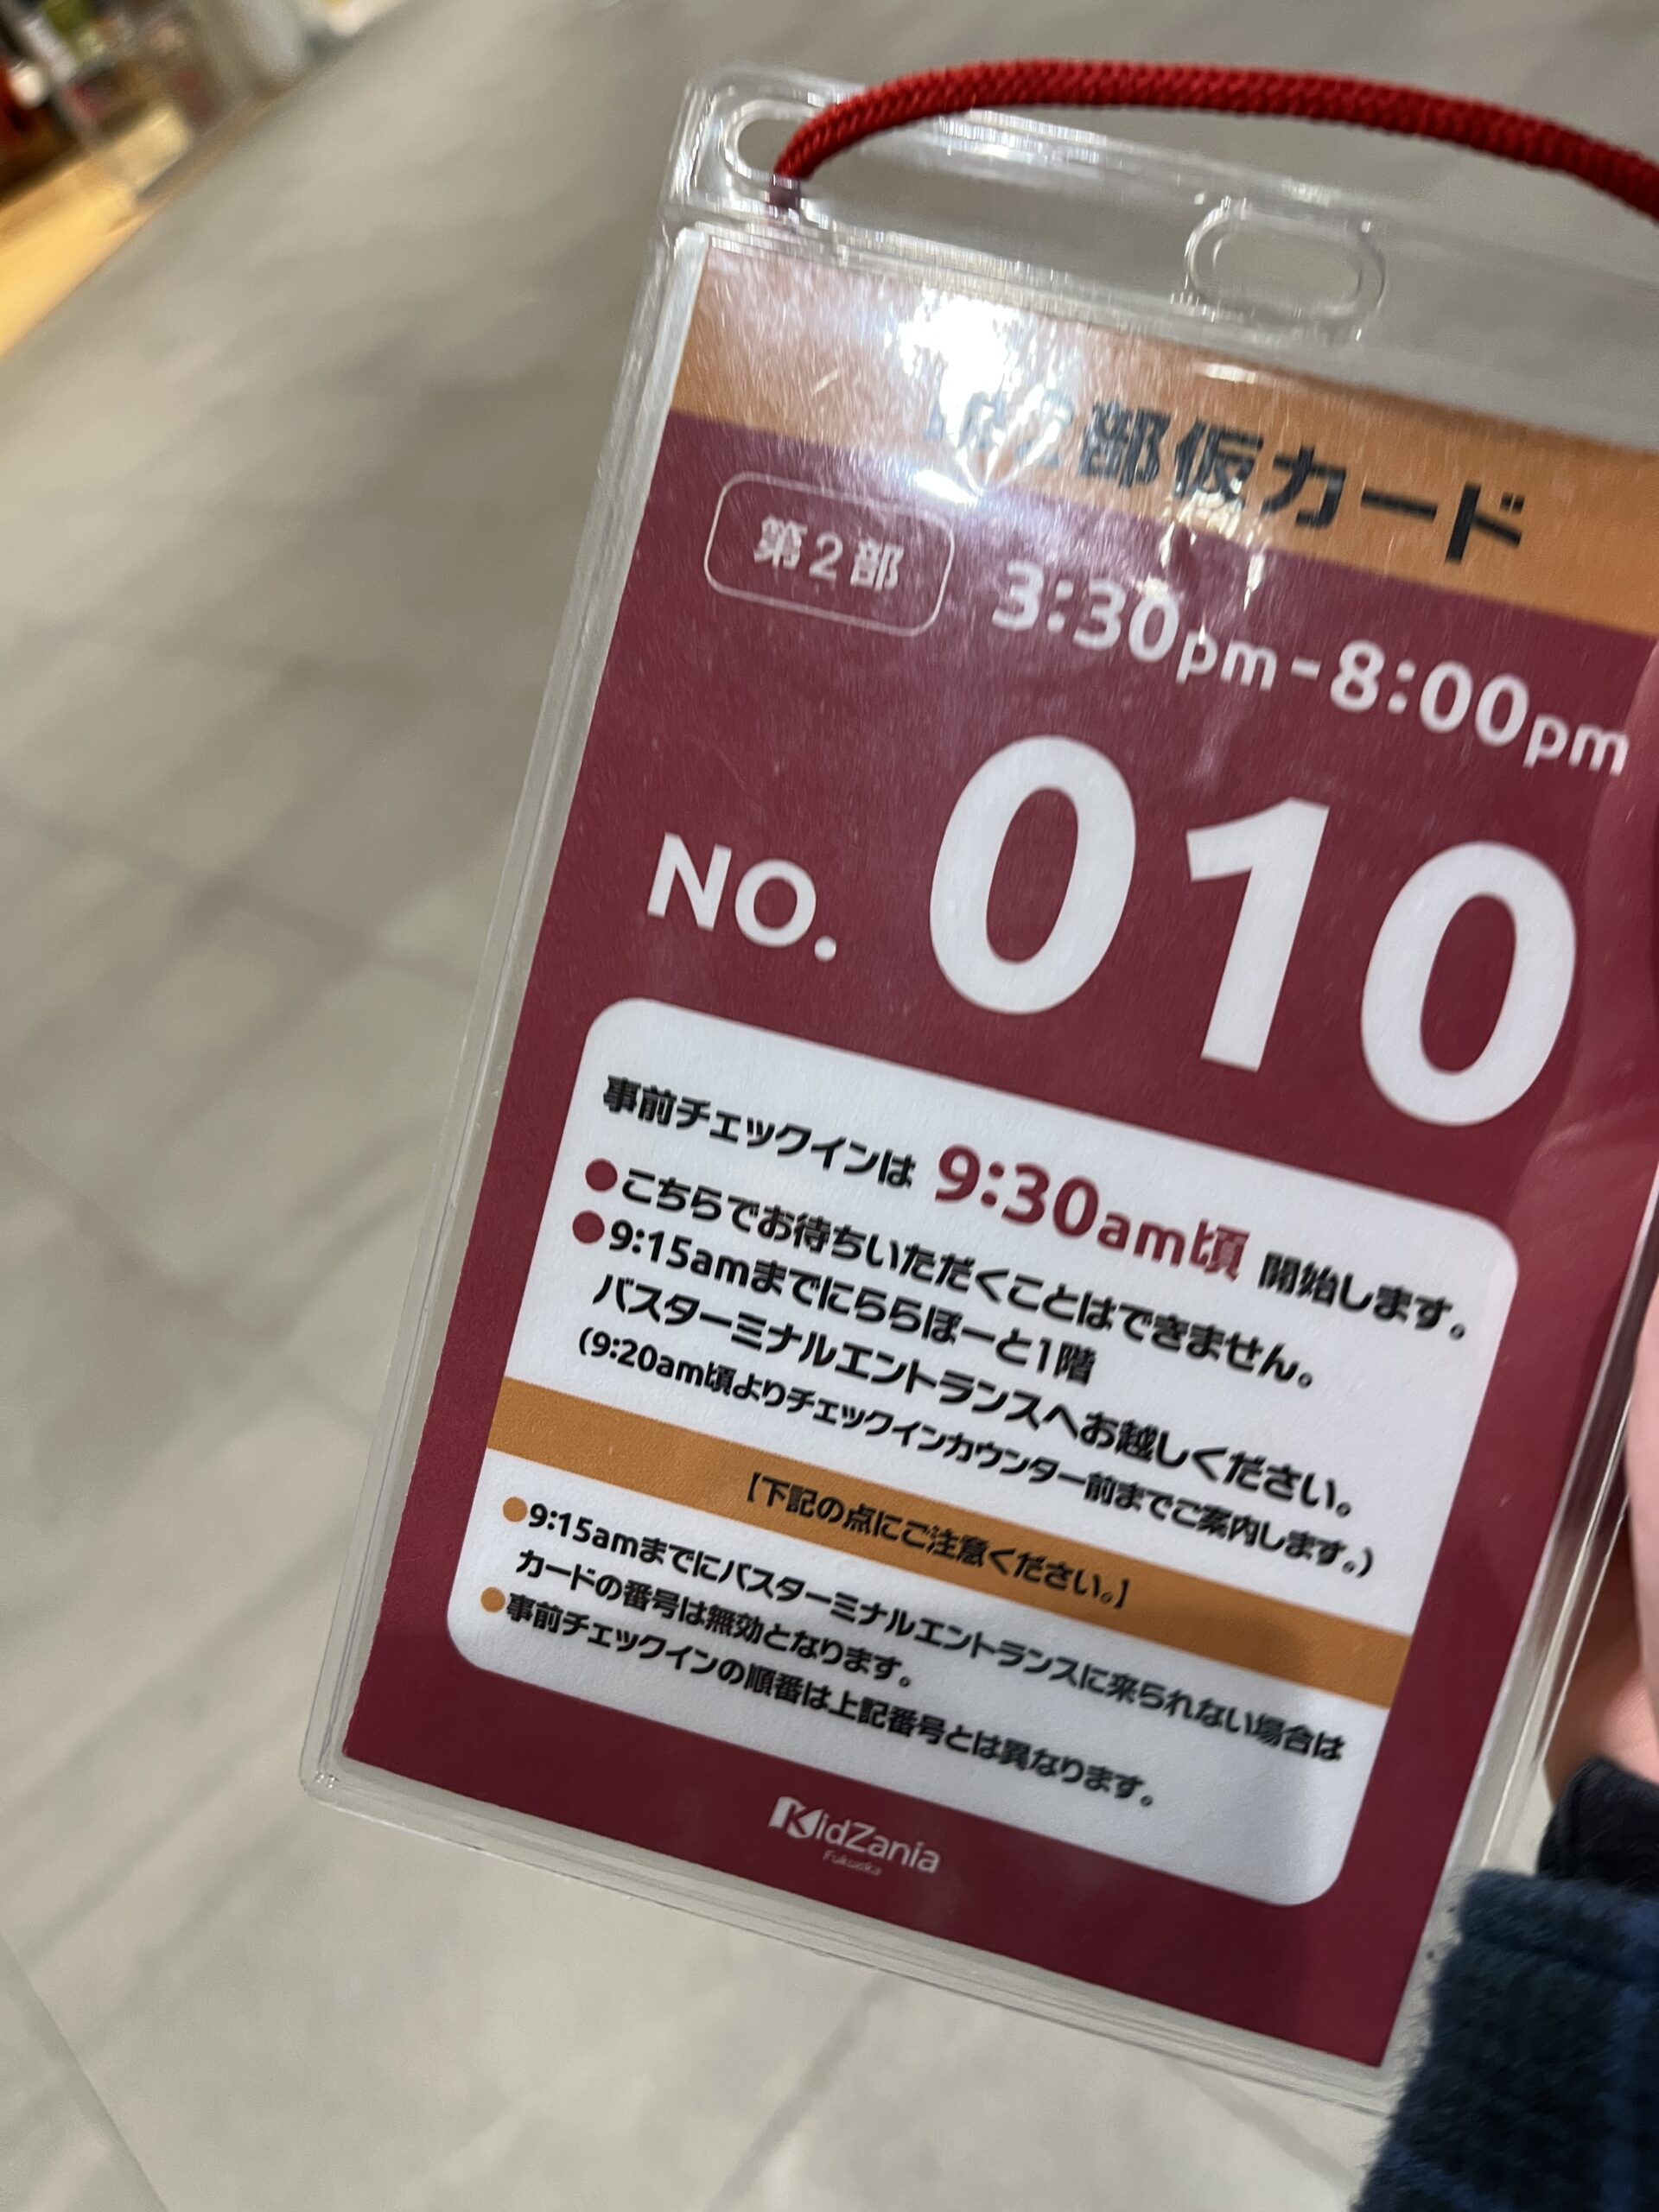 第2部仮カード
第2部 3:30pm-8:00pm
NO. 010
事前チェックインは 9:30am頃 開始します。
●こちらでお待ちいただくことはできません。
●9:15amまでにららぽーと1階
バスターミナルエントランスへお越しください。
(9:20am頃よりチェックインカウンター前までご案内します。)
【下記の点にご注意ください。】
●9:15amまでにバスターミナルエントランスに来られない場合は
カードの番号は無効となります。
●事前チェックインの順番は上記番号とは異なります。
KidZania
Fukuoka